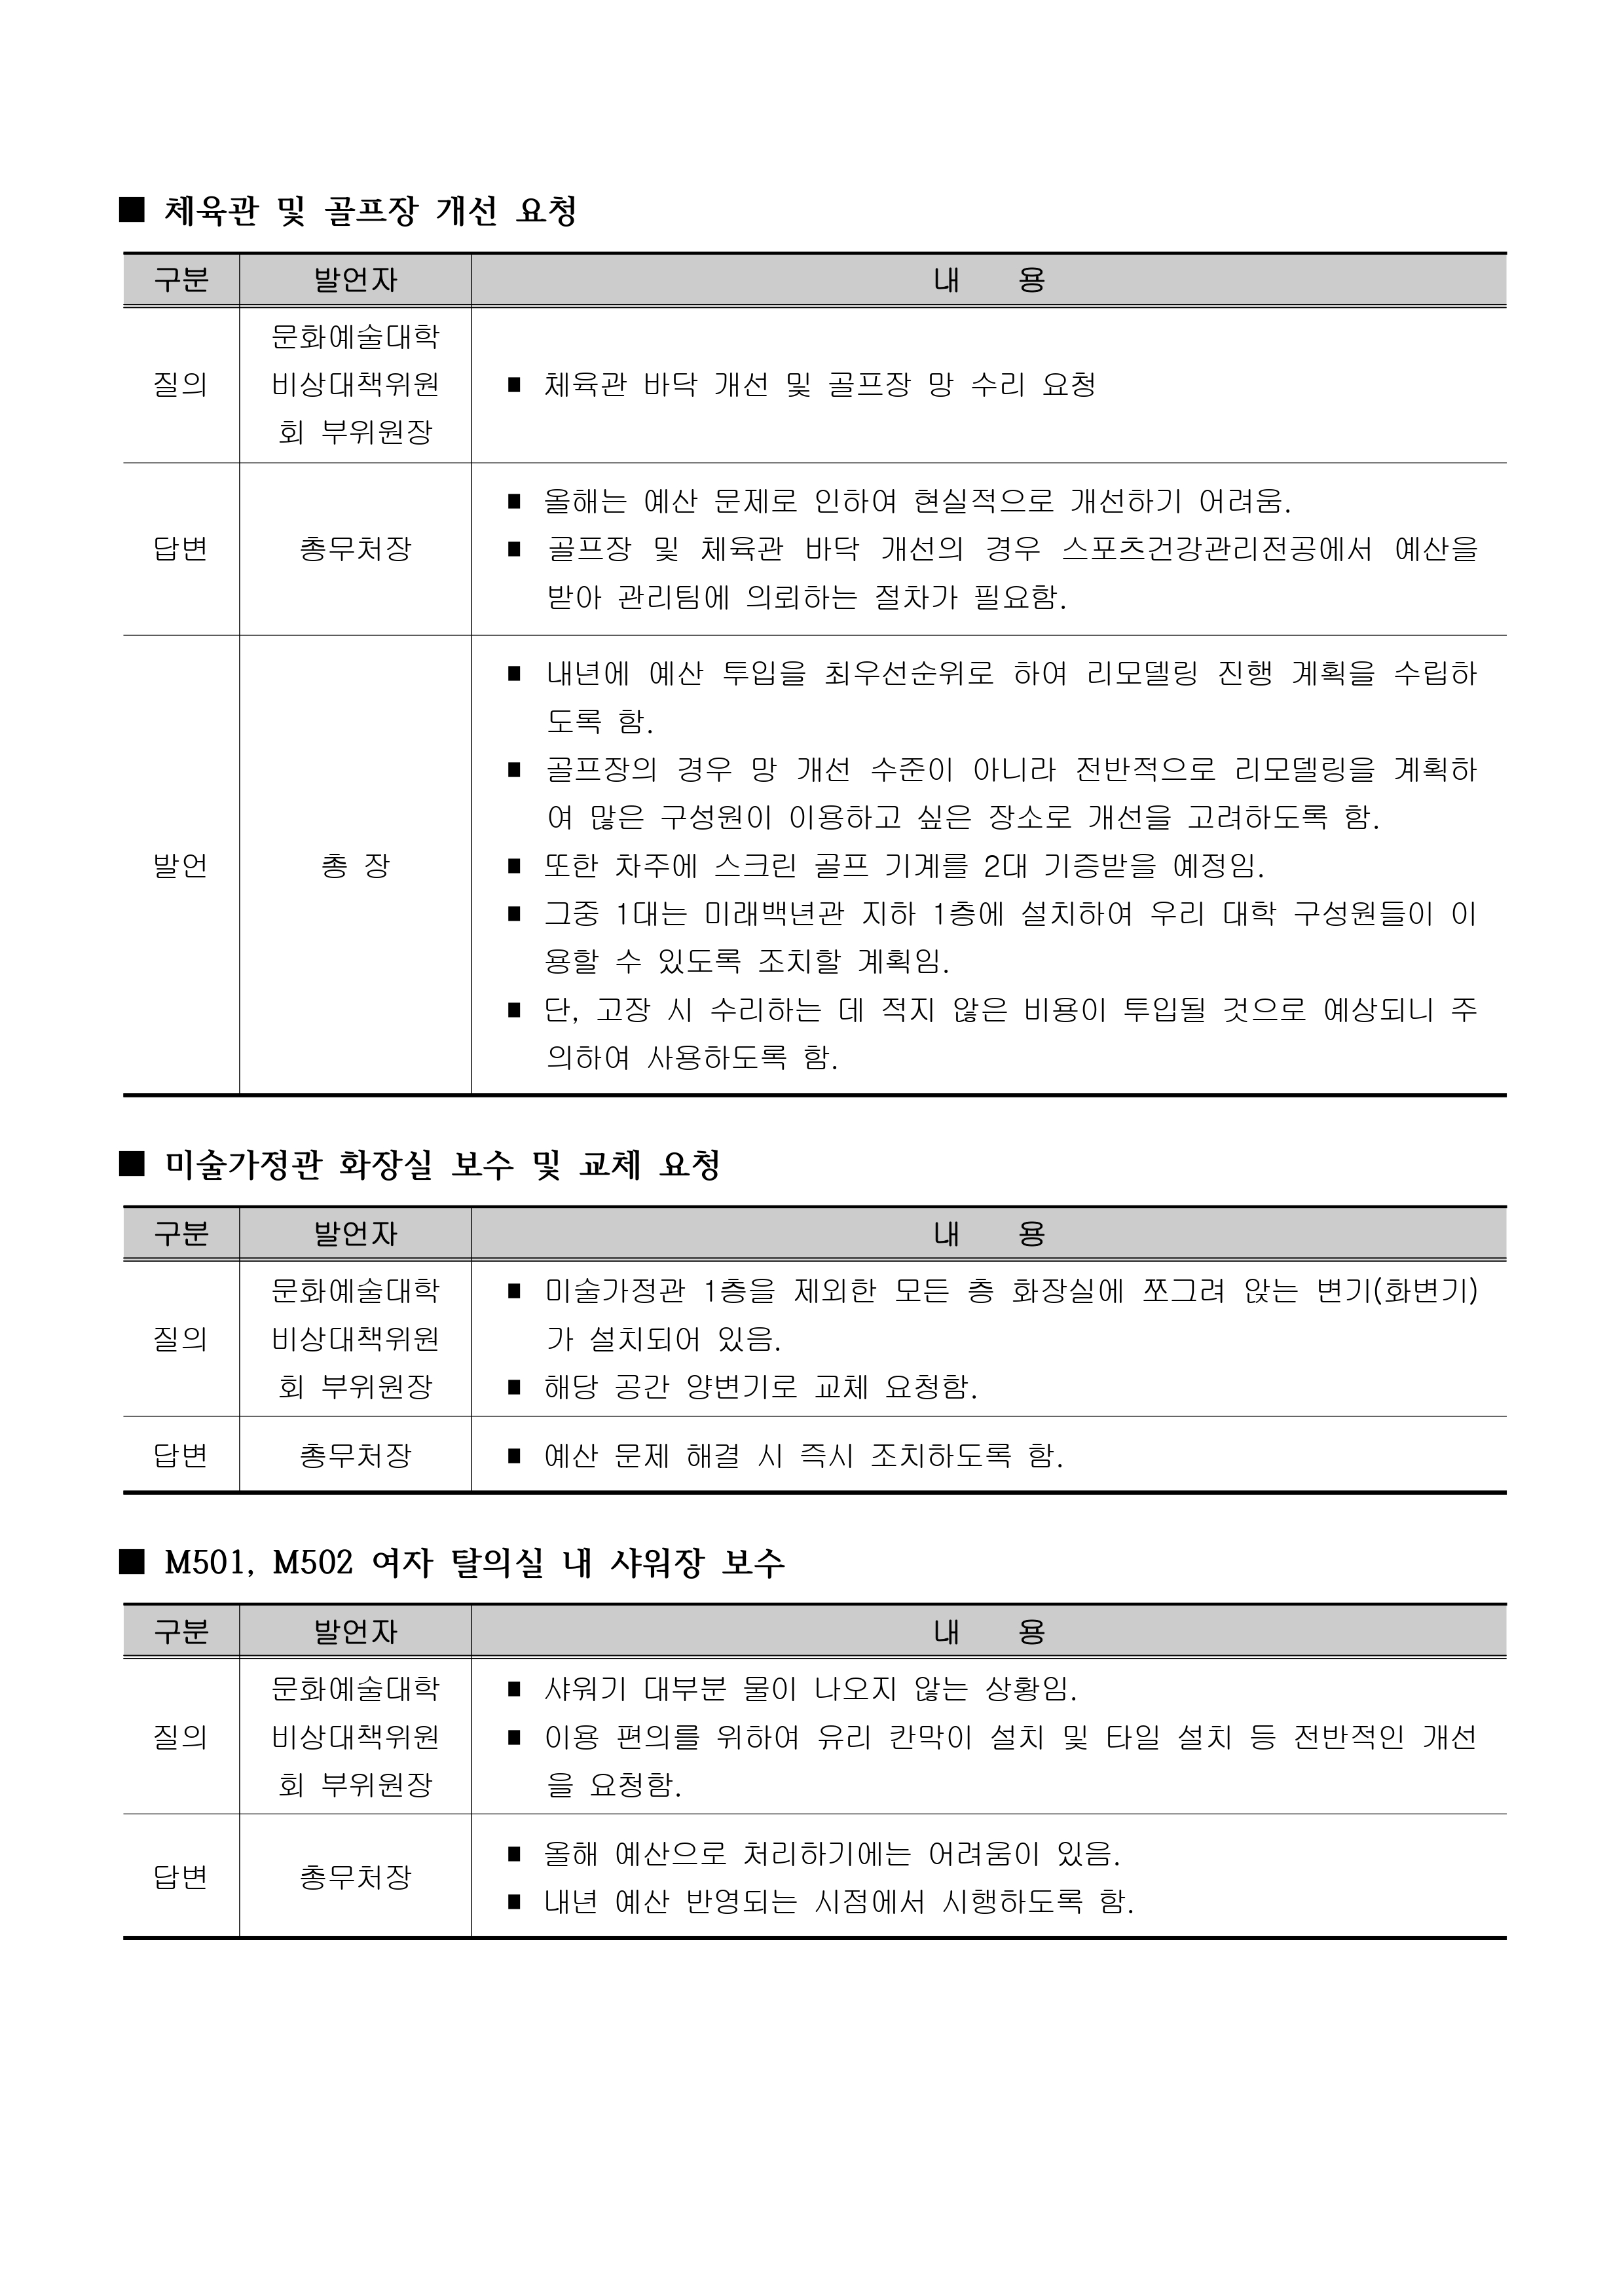 ■ 체육관 및 골프장 개선 요청
구분 발언자 내 용
문화예술대학
질의 비상대책위원 ■ 체육관 바닥 개선 및 골프장 망 수리 요청
회 부위원장
■ 올해는 예산 문제로 인하여 현실적으로 개선하기 어려움.
답변 총무처장 ■ 골프장 및 체육관 바닥 개선의 경우 스포츠건강관리전공에서 예산을
받아 관리팀에 의뢰하는 절차가 필요함.
■ 내년에 예산 투입을 최우선순위로 하여 리모델링 진행 계획을 수립하
도록 함.
■ 골프장의 경우 망 개선 수준이 아니라 전반적으로 리모델링을 계획하
여 많은 구성원이 이용하고 싶은 장소로 개선을 고려하도록 함.
발언 총 장 ■ 또한 차주에 스크린 골프 기계를 2대 기증받을 예정임.
■ 그중 1대는 미래백년관 지하 1층에 설치하여 우리 대학 구성원들이 이
용할 수 있도록 조치할 계획임.
■ 단, 고장 시 수리하는 데 적지 않은 비용이 투입될 것으로 예상되니 주
의하여 사용하도록 함.
■ 미술가정관 화장실 보수 및 교체 요청
구분 발언자 내 용
문화예술대학 ■ 미술가정관 1층을 제외한 모든 층 화장실에 쪼그려 앉는 변기(화변기)
질의 비상대책위원 가 설치되어 있음.
회 부위원장 ■ 해당 공간 양변기로 교체 요청함.
답변 총무처장 ■ 예산 문제 해결 시 즉시 조치하도록 함.
■ M501, M502 여자 탈의실 내 샤워장 보수
구분 발언자 내 용
문화예술대학 ■ 샤워기 대부분 물이 나오지 않는 상황임.
질의 비상대책위원 ■ 이용 편의를 위하여 유리 칸막이 설치 및 타일 설치 등 전반적인 개선
회 부위원장 을 요청함.
■ 올해 예산으로 처리하기에는 어려움이 있음.
답변 총무처장
■ 내년 예산 반영되는 시점에서 시행하도록 함.